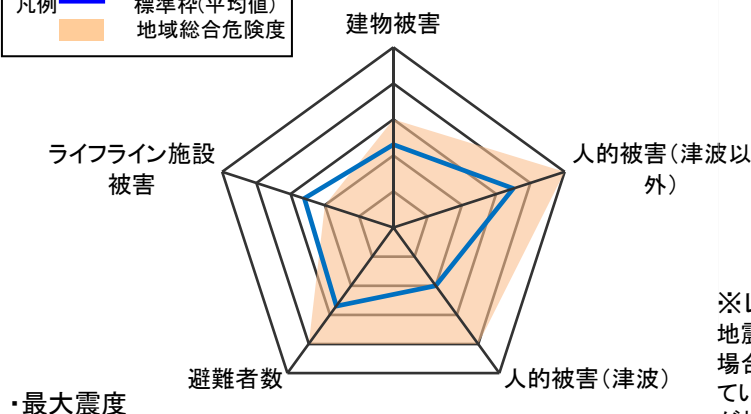 凡例 標準枠(平均値)
地域総合危険度
建物被害
ライフライン施設
被害
人的被害(津波以
外)
避難者数
人的被害(津波)
・最大震度
※
地震
場合
てい